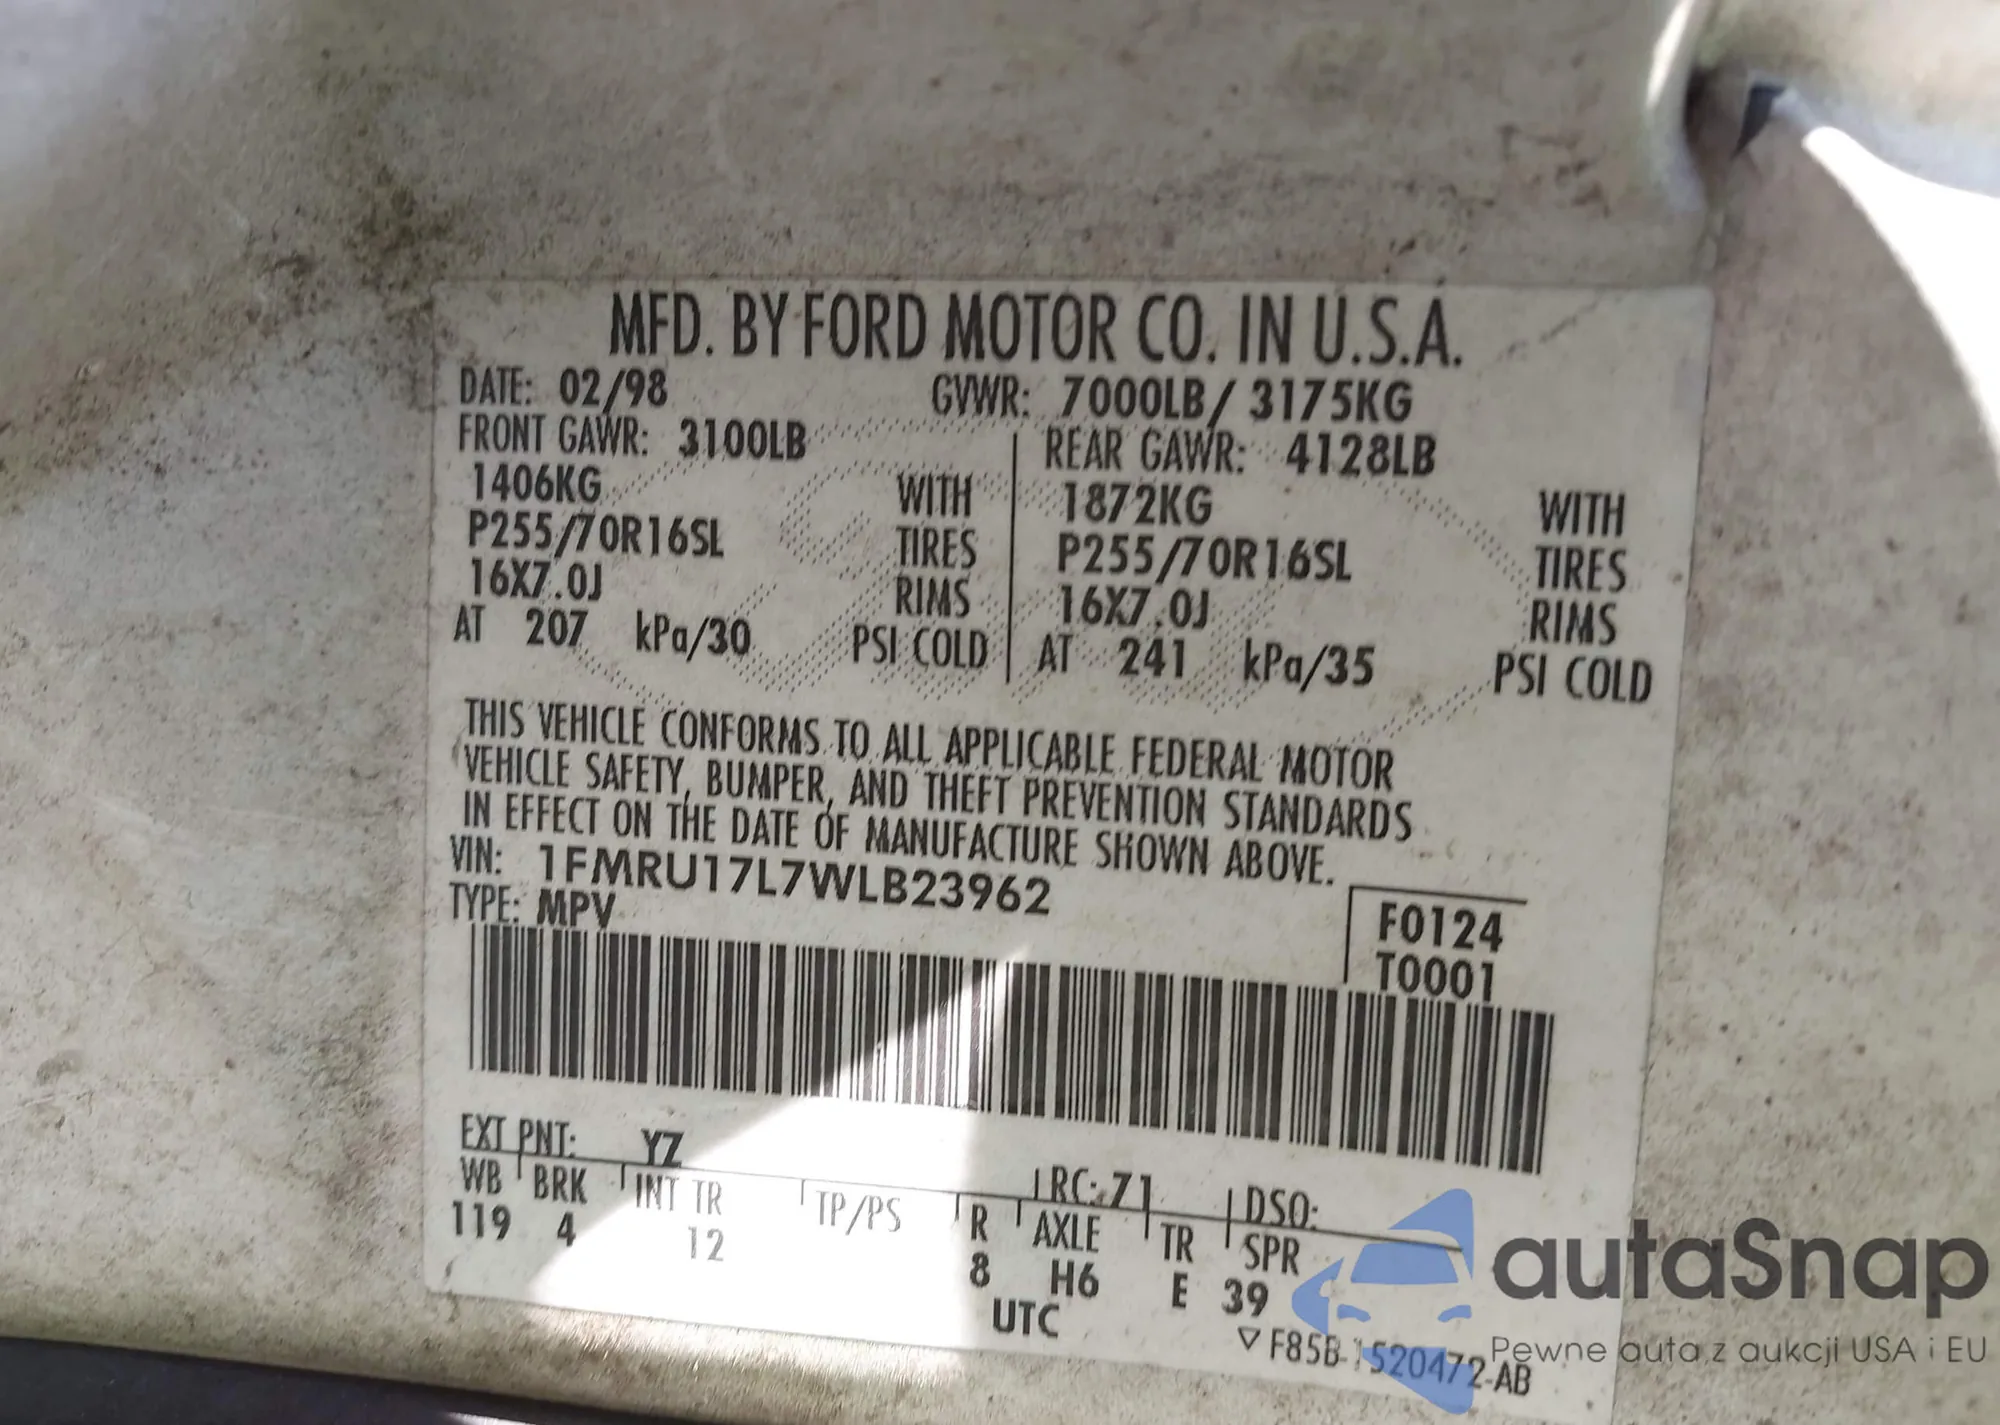 MFD. BY FORD MOTOR CO. IN U.S.A.
DATE: 02/98 GVWR: 7000LB/ 3175KG
FRONT GAWR: 3100LB REAR GAWR: 4128LB
1406KG WITH 1872KG WITH
P255/70R16SL TIRES P255/70R16SL TIRES
16X7.0J RIMS 16X7.0J RIMS
AT 207 kPa/30 PSI COLD AT 241 kPa/35 PSI COLD
THIS VEHICLE CONFORMS TO ALL APPLICABLE FEDERAL MOTOR
VEHICLE SAFETY, BUMPER, AND THEFT PREVENTION STANDARDS
IN EFFECT ON THE DATE OF MANUFACTURE SHOWN ABOVE.
VIN: 1FMRU17L7WLB23962
TYPE: MPV
F0124
T0001
EXT PNT: YZ RC: 71 DSO:
WB BRK INT TR TP/PS R AXLE TR SPR
119 4 12 8 H6 E 39
UTC
F85B-1520472-AB
autaSnap
Pewne auta z aukcji USA i EU